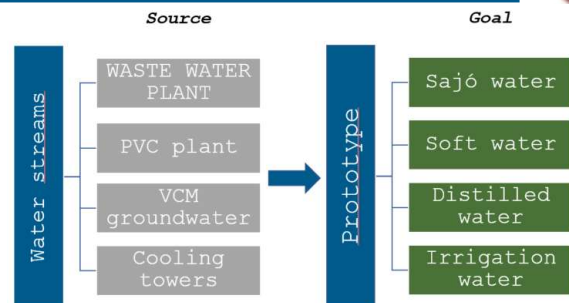 Source
Goal
Water streams
WASTE WATER
PLANT
PVC plant
VCM
groundwater
Cooling
towers
Prototype
Sajó water
Soft water
Distilled
water
Irrigation
water